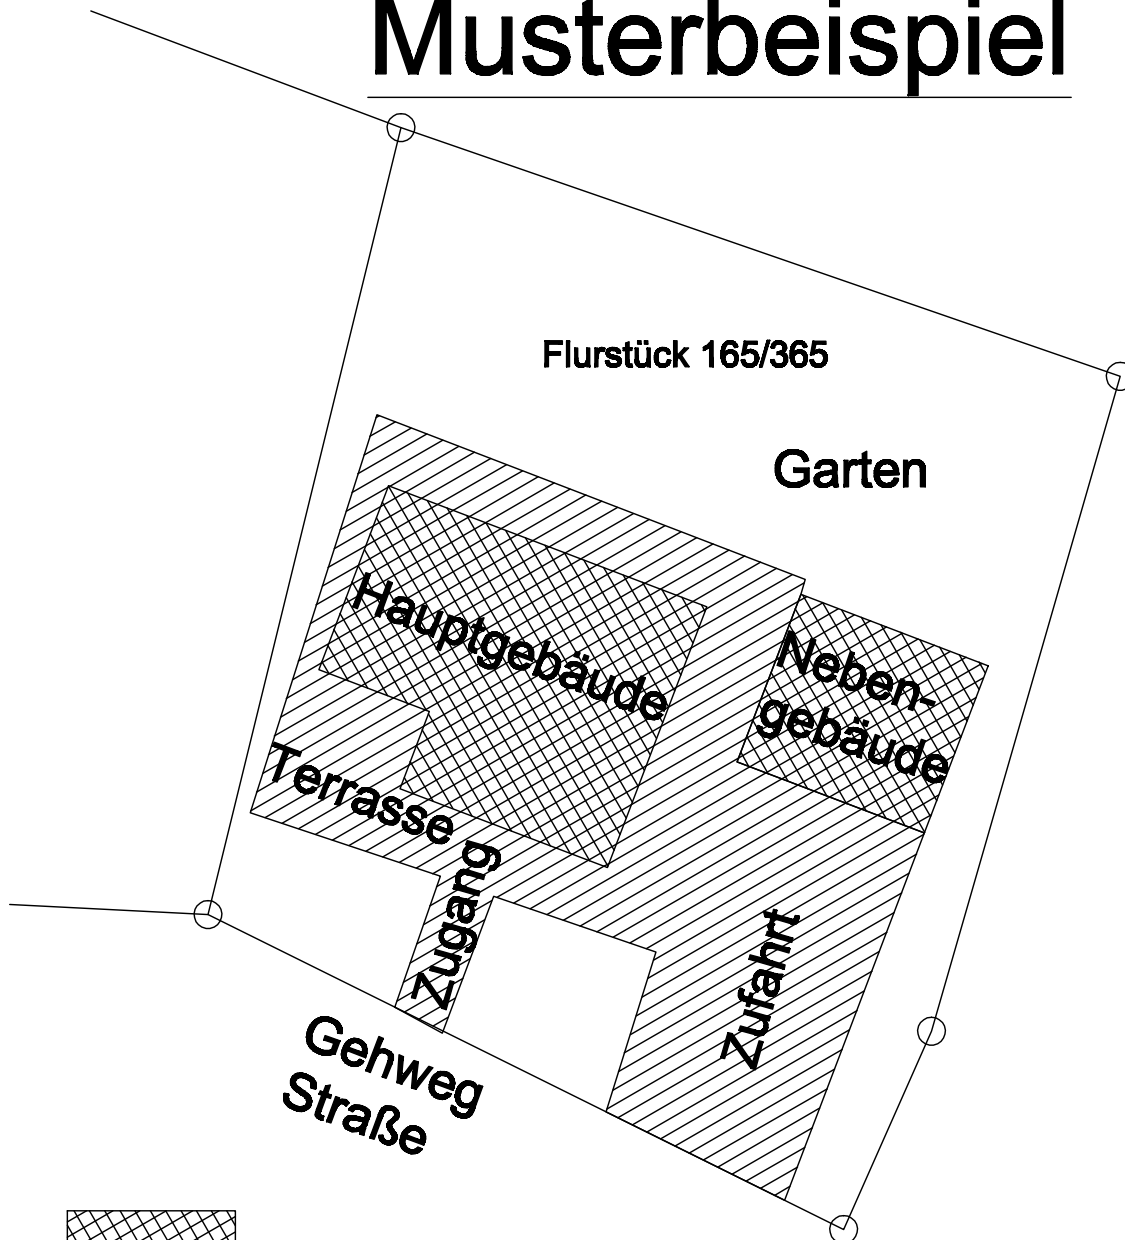 Musterbeispiel
Flurstück 165/365
Garten
Hauptgebäude
Neben-
gebäude
Terrasse
Zugang
Zufahrt
Gehweg
Straße